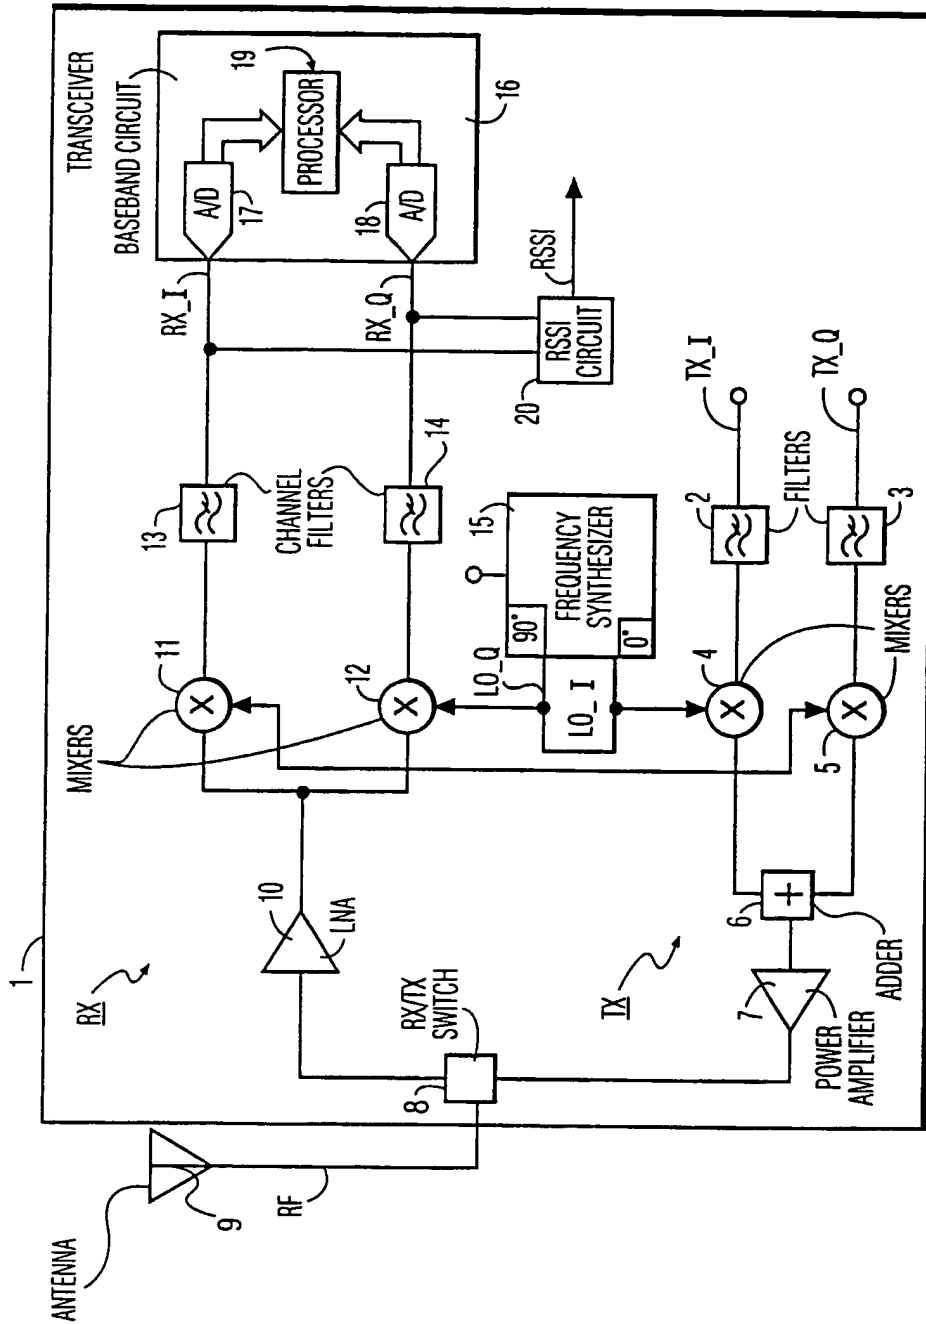 1
TRANSCEIVER
BASEBAND CIRCUIT
ANTENNA
9
RF
RX
RX/TX
SWITCH
8
10
LNA
MIXERS
11
12
13
CHANNEL
FILTERS
14
RX_I
RX_Q
A/D
17
18
A/D
19
PROCESSOR
16
20
RSSI
CIRCUIT
RSSI
15
FREQUENCY
SYNTHESIZER
90°
0°
LO_Q
LO_I
TX
7
POWER
AMPLIFIER
6
+
ADDER
4
X
X
X
X
5
MIXERS
2
FILTERS
3
TX_I
TX_Q